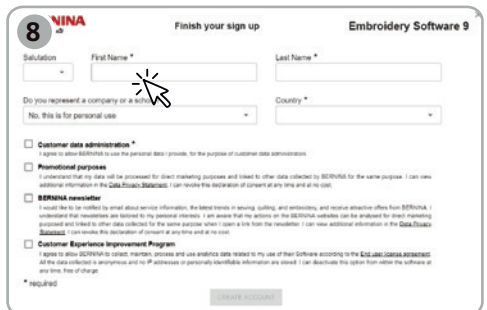 8
NINA
Finish your sign up
Embroidery Software 9
Salutation
First Name *
Last Name *
Do you represent a company or a scho
Country *
No, this is for personal use
Customer data administration *
I agree to allow BERNINA to use the personal data I provide, for the purpose of customer data administration.
Promotional purposes
I understand that my data will be processed for direct marketing purposes and linked to other data collected by BERNINA for the same purpose. I can view
additional information in the Data Privacy Statement. I can revoke this declaration of consent at any time and at no cost.
BERNINA newsletter
I would like to be notified by email about service information, the latest trends in sewing, quilting, and embroidery, and receive attractive offers from BERNINA. I
understand that newsletters are tailored to my personal interests. I am aware that my actions on the BERNINA websites can be analysed for direct marketing
purposed and linked to other data collected for the same purpose when I open a link from the newsletter. I can view additional information in the Data Privacy
Statement. I can revoke this declaration of consent at any time and at no cost.
Customer Experience Improvement Program
I agree to allow BERNINA to collect, maintain, process and use analytics data related to my use of their Software according to the End user license agreement.
All the data collected is anonymous and no IP addresses or personally identifiable information are stored. I can deactivate this option from within the software at
any time, free of charge.
* required
CREATE ACCOUNT